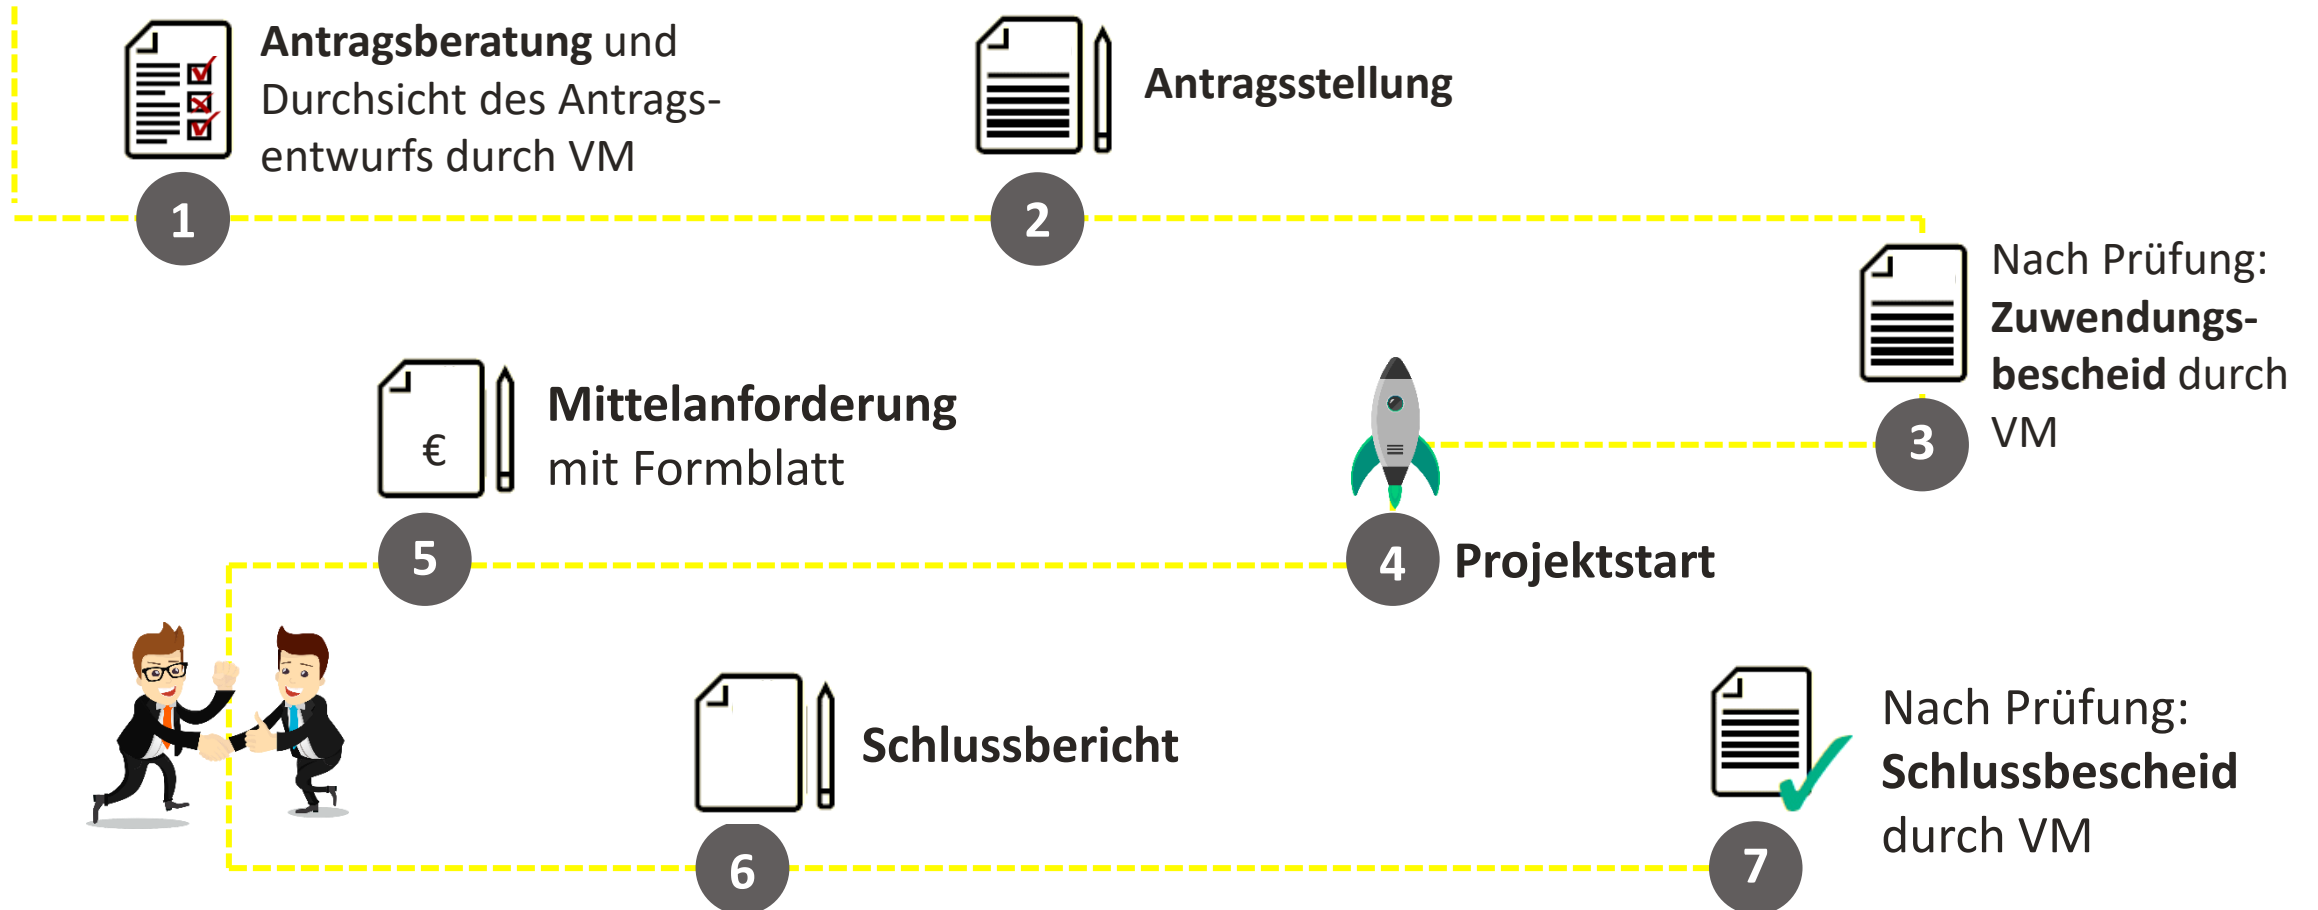 Antragsberatung und
Durchsicht des Antrags-
entwurfs durch VM
1
Antragsstellung
2
Nach Prüfung:
Zuwendungs-
bescheid durch
VM
3
Projektstart
4
€
Mittelanforderung
mit Formblatt
5
Schlussbericht
6
Nach Prüfung:
Schlussbescheid
durch VM
7